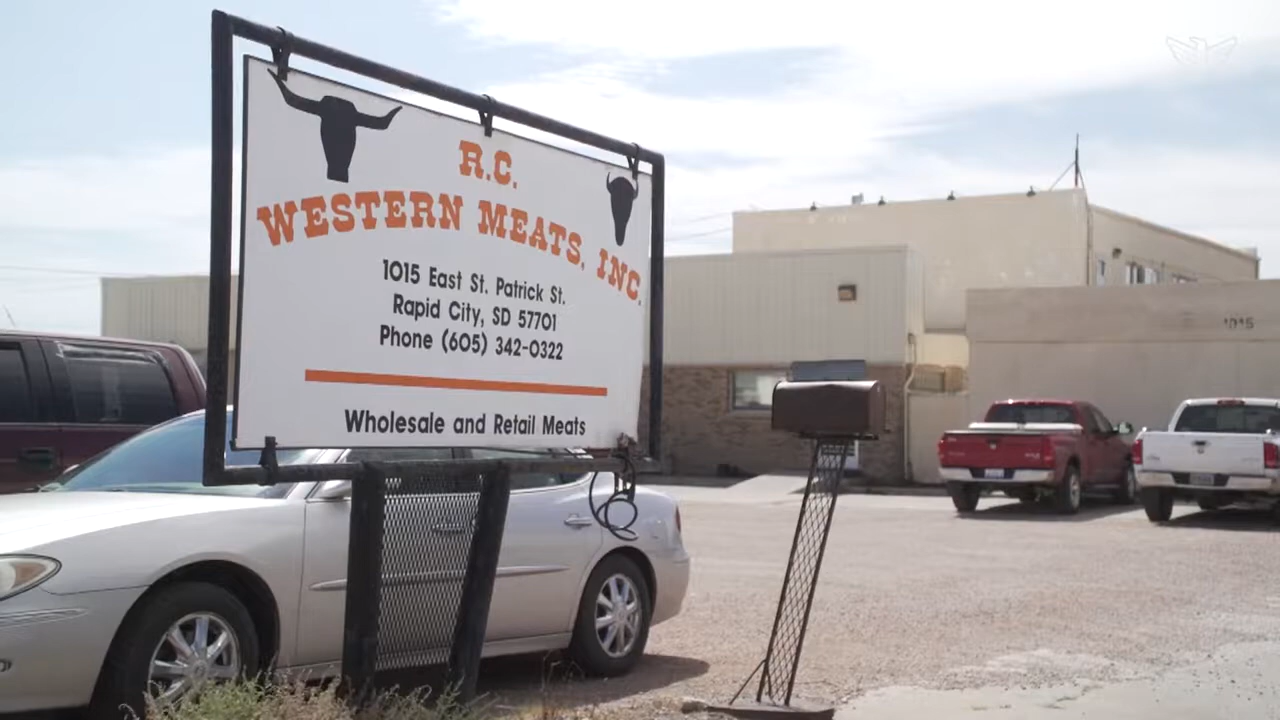 R.C.
WESTERN MEATS, INC.
1015 East St. Patrick St.
Rapid City, SD 57701
Phone (605) 342-0322
Wholesale and Retail Meats
1015